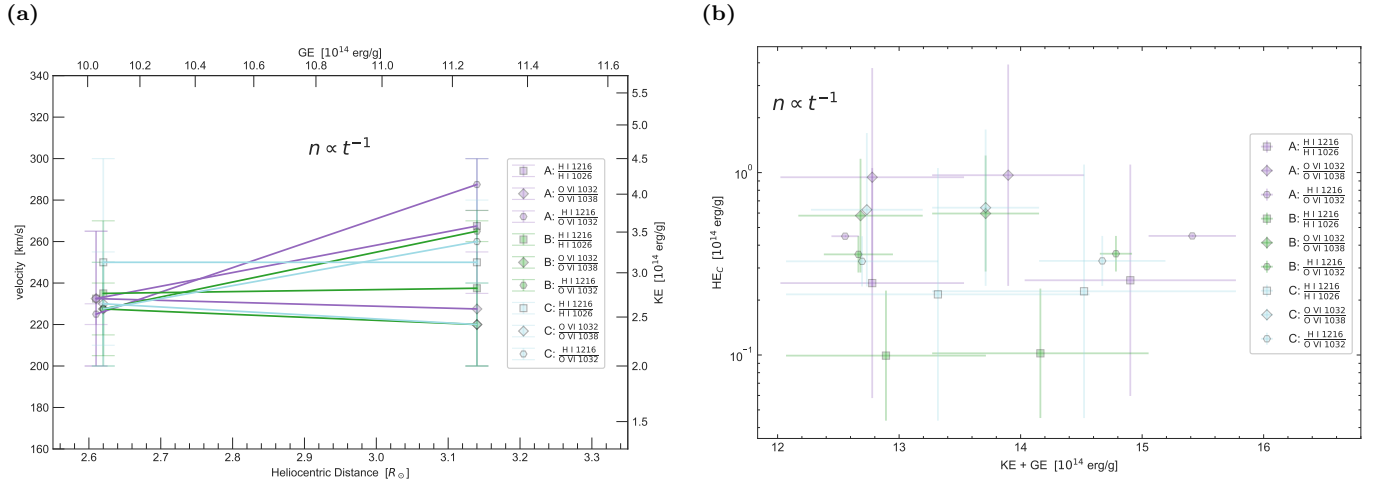 (a)
GE [10^14 erg/g]
10.0 10.2 10.4 10.6 10.8 11.0 11.2 11.4 11.6
340
320
300
280
260
240
220
200
180
160
velocity [km/s]
n ∝ t^−1
5.5
5.0
4.5
4.0
3.5
3.0
2.5
2.0
1.5
KE [10^14 erg/g]
A: H I 1216 / H I 1026
A: O VI 1032 / O VI 1038
A: H I 1216 / O VI 1032
B: H I 1216 / H I 1026
B: O VI 1032 / O VI 1038
B: H I 1216 / O VI 1032
C: H I 1216 / H I 1026
C: O VI 1032 / O VI 1038
C: H I 1216 / O VI 1032
2.6 2.7 2.8 2.9 3.0 3.1 3.2 3.3
Heliocentric Distance [R_⊙]
(b)
n ∝ t^−1
10^0
10^−1
HE_C [10^14 erg/g]
A: H I 1216 / H I 1026
A: O VI 1032 / O VI 1038
A: H I 1216 / O VI 1032
B: H I 1216 / H I 1026
B: O VI 1032 / O VI 1038
B: H I 1216 / O VI 1032
C: H I 1216 / H I 1026
C: O VI 1032 / O VI 1038
C: H I 1216 / O VI 1032
12 13 14 15 16
KE + GE [10^14 erg/g]